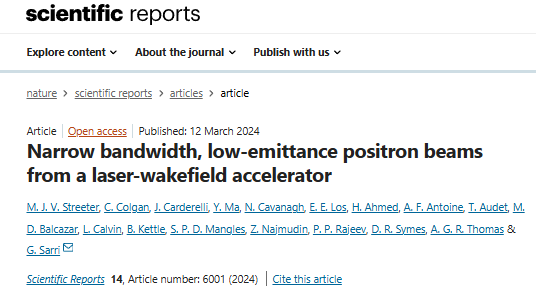 scientific reports
Explore content About the journal Publish with us
nature > scientific reports > articles > article
Article | Open access | Published: 12 March 2024
Narrow bandwidth, low-emittance positron beams
from a laser-wakefield accelerator
M. J. V. Streeter, C. Colgan, J. Carderelli, Y. Ma, N. Cavanagh, E. E. Los, H. Ahmed, A. F. Antoine, T. Audet, M.
D. Balcazar, L. Calvin, B. Kettle, S. P. D. Mangles, Z. Najmudin, P. P. Rajeev, D. R. Symes, A. G. R. Thomas &
G. Sarri
Scientific Reports 14, Article number: 6001 (2024) | Cite this article